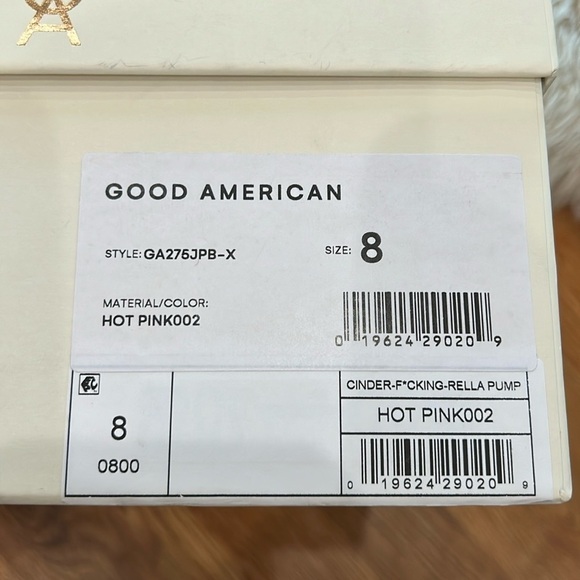 GOOD AMERICAN
STYLE: GA275JPB-X
SIZE: 8
MATERIAL/COLOR:
HOT PINK002
0 19624 29020 9
CINDER-F*CKING-RELLA PUMP
8
HOT PINK002
0800
0 19624 29020 9